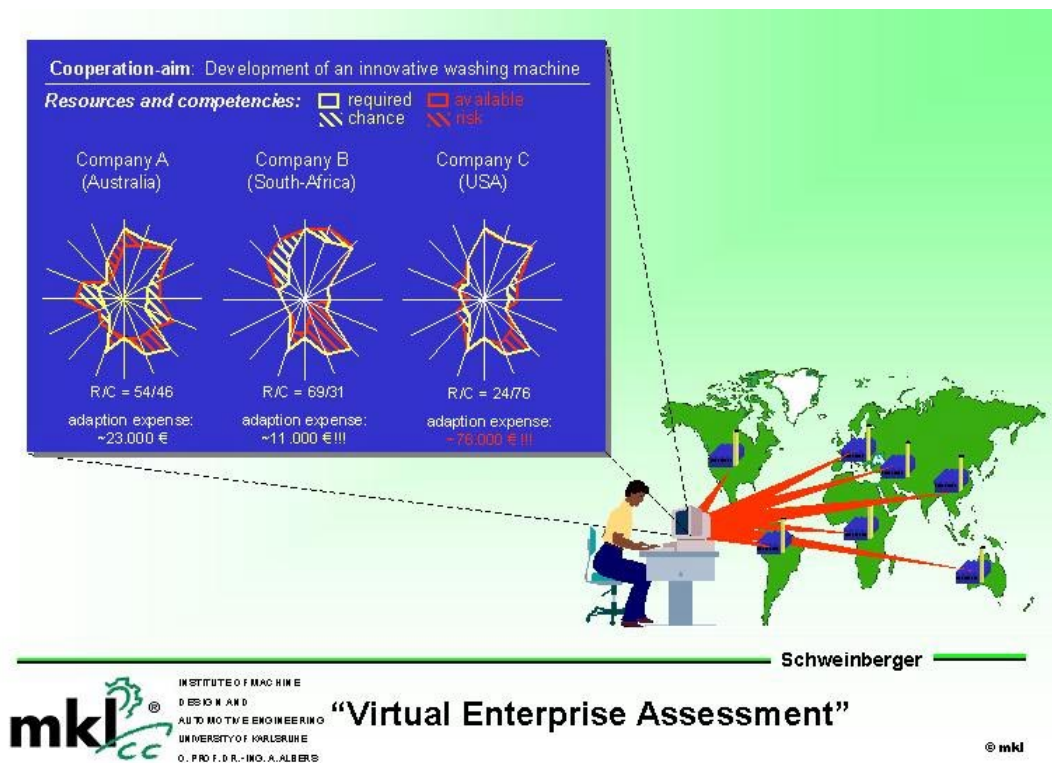 Cooperation-aim: Development of an innovative washing machine
Resources and competencies: required available
chance risk
Company A
(Australia)
Company B
(South-Africa)
Company C
(USA)
R/C = 54/46
R/C = 69/31
R/C = 24/76
adaption expense:
~23.000 €
adaption expense:
~11.000 €!!!
adaption expense:
~76.000 €!!!
Schweinberger
mkl ®
INSTITUTE OF MACHINE
DESIGN AND
AUTOMOTIVE ENGINEERING
UNIVERSITY OF KARLSRUHE
O. PROF. DR.-ING. A. ALBERS
"Virtual Enterprise Assessment"
© mkl